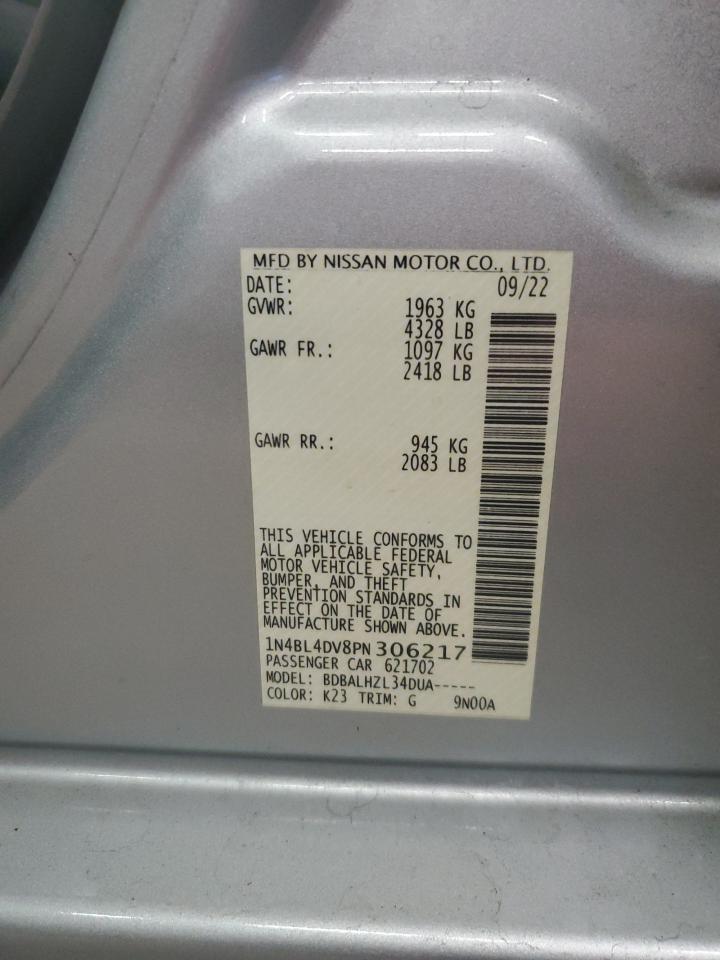 MFD BY NISSAN MOTOR CO., LTD.
DATE: 09/22
GVWR: 1963 KG
4328 LB
GAWR FR.: 1097 KG
2418 LB
GAWR RR.: 945 KG
2083 LB
THIS VEHICLE CONFORMS TO
ALL APPLICABLE FEDERAL
MOTOR VEHICLE SAFETY,
BUMPER, AND THEFT
PREVENTION STANDARDS IN
EFFECT ON THE DATE OF
MANUFACTURE SHOWN ABOVE.
1N4BL4DV8PN306217
PASSENGER CAR 621702
MODEL: BDBALHZL34DUA-----
COLOR: K23 TRIM: G 9N00A